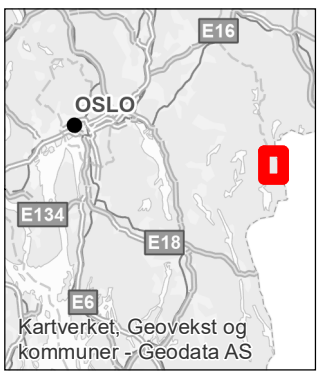 E16
OSLO
E134
E18
E6
Kartverket, Geovekst og
kommuner - Geodata AS